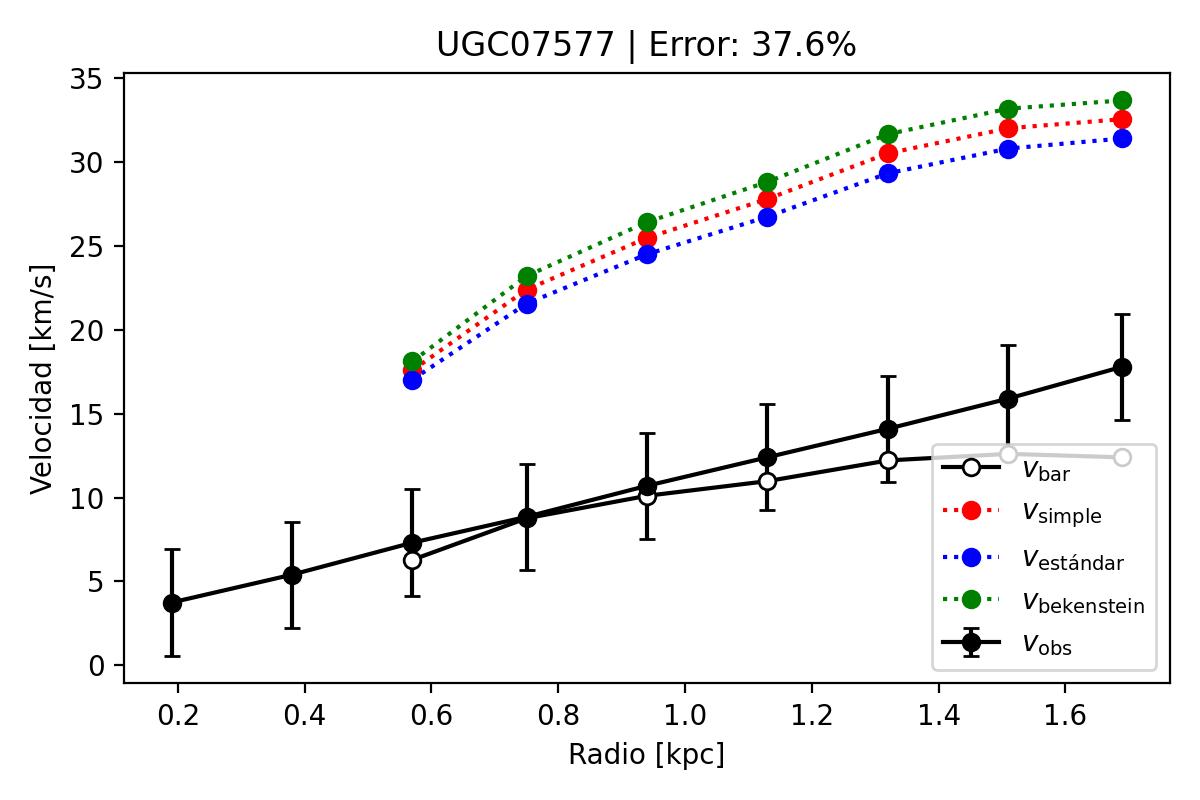 UGC07577 | Error: 37.6%
35
30
25
20
15
10
5
0
Velocidad [km/s]
v_bar
v_simple
v_estándar
v_bekenstein
v_obs
0.2 0.4 0.6 0.8 1.0 1.2 1.4 1.6
Radio [kpc]